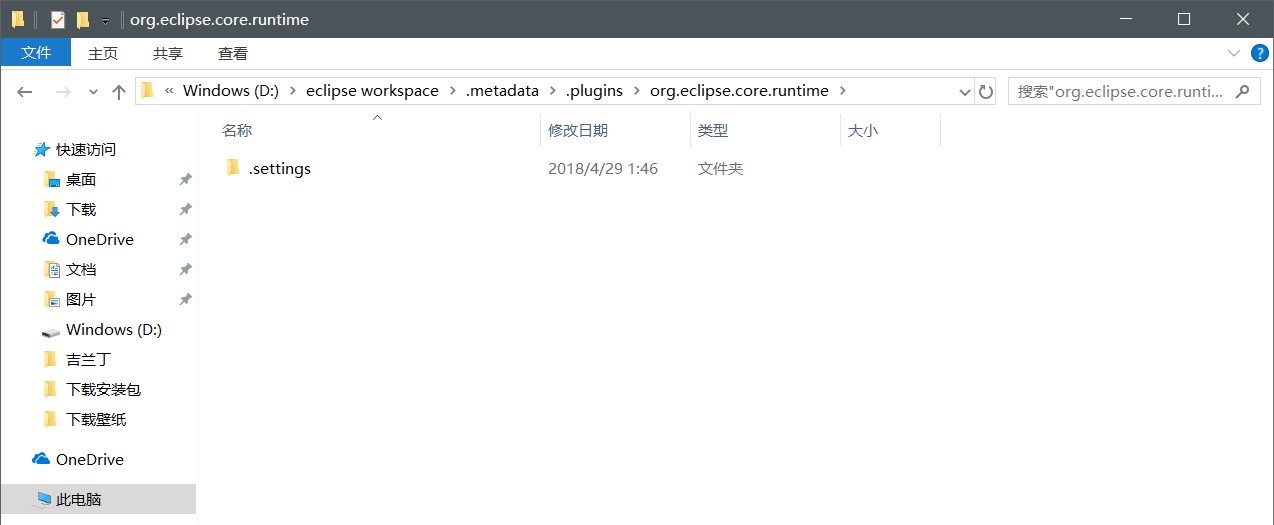 org.eclipse.core.runtime
文件 主页 共享 查看
« Windows (D:) > eclipse workspace > .metadata > .plugins > org.eclipse.core.runtime >
搜索"org.eclipse.core.runti...
名称 修改日期 类型 大小
.settings 2018/4/29 1:46 文件夹
快速访问
桌面
下载
OneDrive
文档
图片
Windows (D:)
吉兰丁
下载安装包
下载壁纸
OneDrive
此电脑